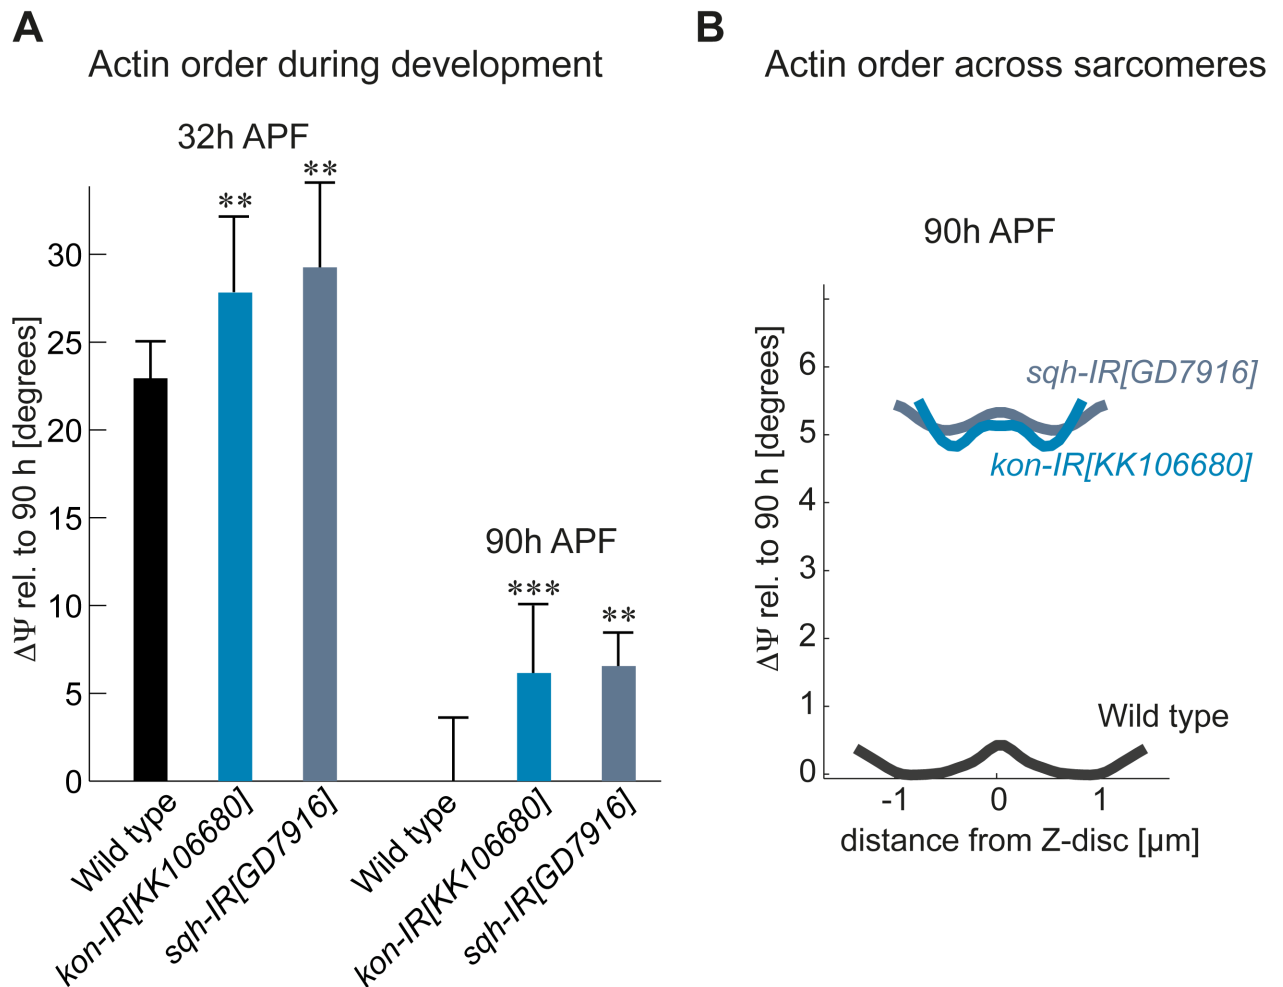 A
Actin order during development
32h APF
**
**
ΔΨ rel. to 90 h [degrees]
30
25
20
15
10
5
0
90h APF
***
**
Wild type
kon-IR[KK106680]
sqh-IR[GD7916]
Wild type
kon-IR[KK106680]
sqh-IR[GD7916]
B
Actin order across sarcomeres
90h APF
ΔΨ rel. to 90 h [degrees]
6
5
4
3
2
1
0
sqh-IR[GD7916]
kon-IR[KK106680]
Wild type
-1
0
1
distance from Z-disc [µm]